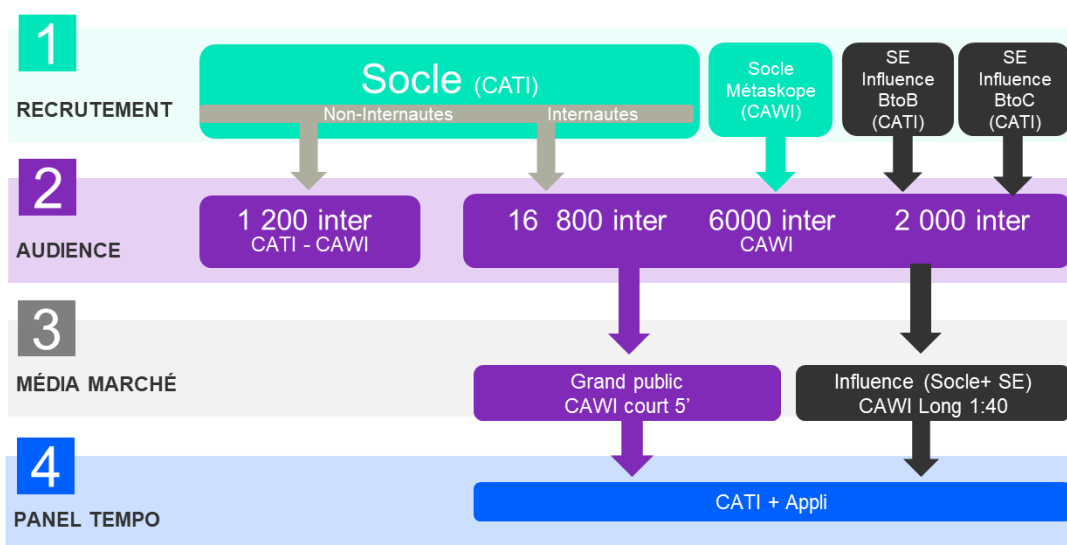 1
RECRUTEMENT
Socle (CATI)
Non-Internautes
Internautes
Socle
Métaskope
(CAWI)
SE
Influence
BtoB
(CATI)
SE
Influence
BtoC
(CATI)
2
AUDIENCE
1 200 inter
CATI - CAWI
16 800 inter
6000 inter
2 000 inter
CAWI
3
MÉDIA MARCHÉ
Grand public
CAWI court 5’
Influence (Socle+ SE)
CAWI Long 1:40
4
PANEL TEMPO
CATI + Appli